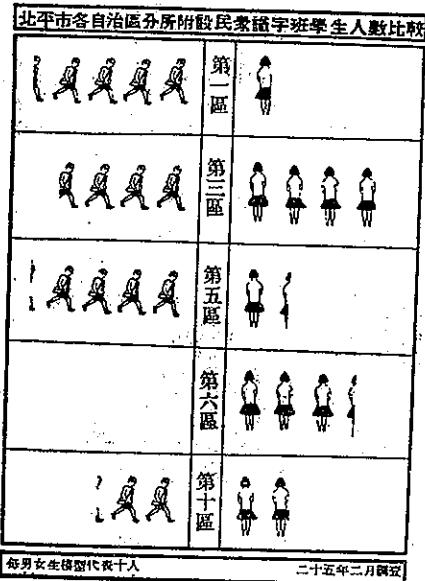 北平市各自治區分所附設民衆識字班學生人數比較
第一區
第三區
第五區
第六區
第十區
每男女生模型代表十人
二十五年二月調查